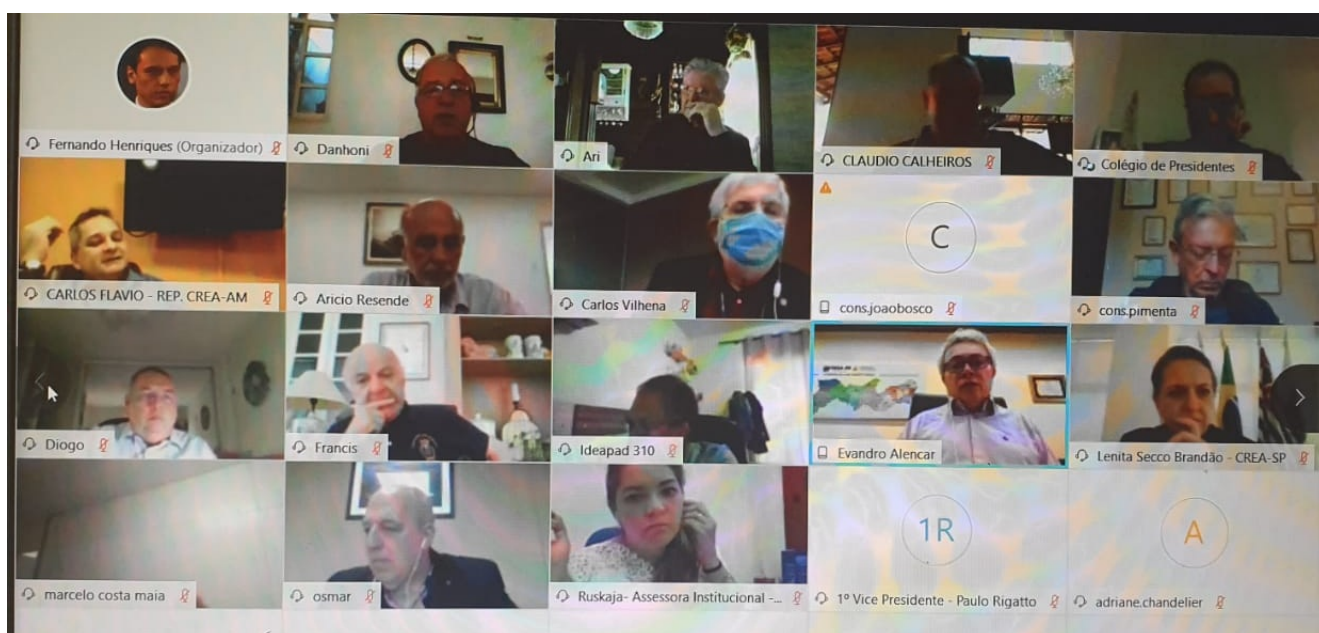 Fernando Henriques (Organizador)
Danhoni
Ari
CLAUDIO CALHEIROS
Colégio de Presidentes
CARLOS FLAVIO - REP. CREA-AM
Aricio Resende
Carlos Vilhena
C
cons.joaobosco
cons.pimenta
Diogo
Francis
Ideapad 310
Evandro Alencar
Lenita Secco Brandão - CREA-SP
marcelo costa maia
osmar
Ruskaja- Assessora Institucional -...
1R
1º Vice Presidente - Paulo Rigatto
A
adriane.chandelier